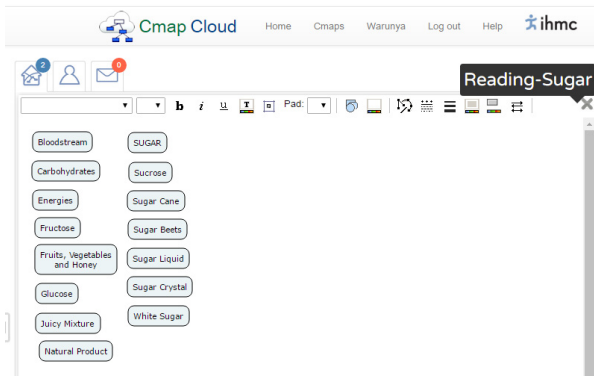 Cmap Cloud
Home Cmaps Warunya Log out Help ihmc
2
Reading-Sugar
b i u T Pad:
Bloodstream
Carbohydrates
Energies
Fructose
Fruits, Vegetables
and Honey
Glucose
Juicy Mixture
Natural Product
SUGAR
Sucrose
Sugar Cane
Sugar Beets
Sugar Liquid
Sugar Crystal
White Sugar